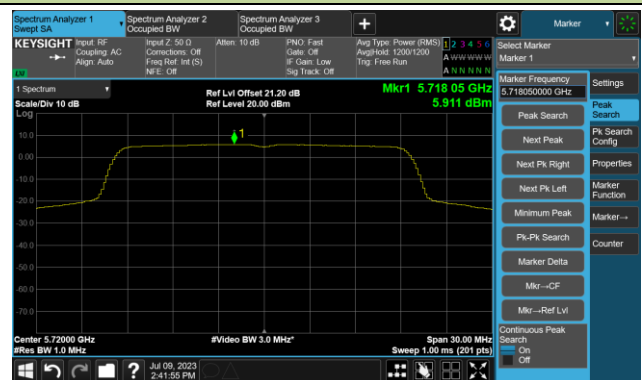 Spectrum Analyzer 1
Swept SA
Spectrum Analyzer 2
Occupied BW
Spectrum Analyzer 3
Occupied BW
Marker
KEYSIGHT
Input: RF
Coupling: AC
Align: Auto
Input Z: 50 Ω
Corrections: Off
Freq Ref: Int (S)
NFE: Off
Atten: 10 dB
PNO: Fast
Gate: Off
IF Gain: Low
Sig Track: Off
Avg Type: Power (RMS)
Avg|Hold: 1200/1200
Trig: Free Run
1 2 3 4 5 6
A W W W W W
A N N N N N
LW
Select Marker
Marker 1
1 Spectrum
Scale/Div 10 dB
Log
Ref Lvl Offset 21.20 dB
Ref Level 20.00 dBm
Mkr1 5.718 05 GHz
5.911 dBm
1
10.0
0.00
-10.0
-20.0
-30.0
-40.0
-50.0
-60.0
-70.0
Center 5.72000 GHz
#Res BW 1.0 MHz
#Video BW 3.0 MHz*
Span 30.00 MHz
Sweep 1.00 ms (201 pts)
Marker Frequency
5.718050000 GHz
Peak Search
Next Peak
Next Pk Right
Next Pk Left
Minimum Peak
Pk-Pk Search
Marker Delta
Mkr→CF
Mkr→Ref Lvl
Continuous Peak
Search
On
Off
Settings
Peak
Search
Pk Search
Config
Properties
Marker
Function
Marker→
Counter
?
Jul 09, 2023
2:41:55 PM